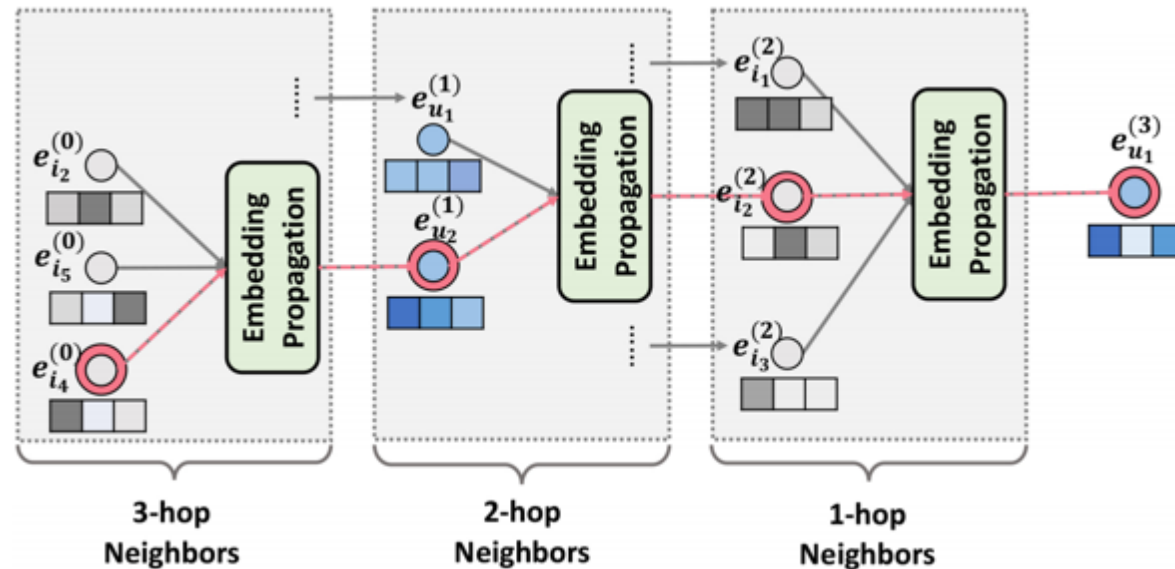 e_{i_2}^{(0)}
e_{i_5}^{(0)}
e_{i_4}^{(0)}
Embedding
Propagation
......
3-hop
Neighbors
e_{u_1}^{(1)}
e_{u_2}^{(1)}
......
Embedding
Propagation
......
2-hop
Neighbors
e_{i_1}^{(2)}
e_{i_2}^{(2)}
e_{i_3}^{(2)}
Embedding
Propagation
1-hop
Neighbors
e_{u_1}^{(3)}